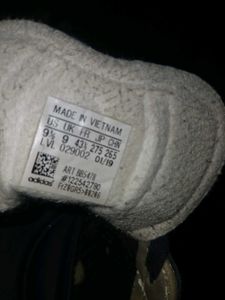 MADE IN VIETNAM
US UK FR JP CHN
9½ 9 43⅓ 275 265
LVL 029002 01/19
ART BB5478
#122542780
adidas